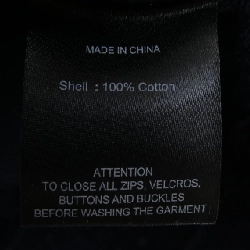 MADE IN CHINA
Shell : 100% Cotton
ATTENTION
TO CLOSE ALL ZIPS, VELCROS,
BUTTONS AND BUCKLES
BEFORE WASHING THE GARMENT